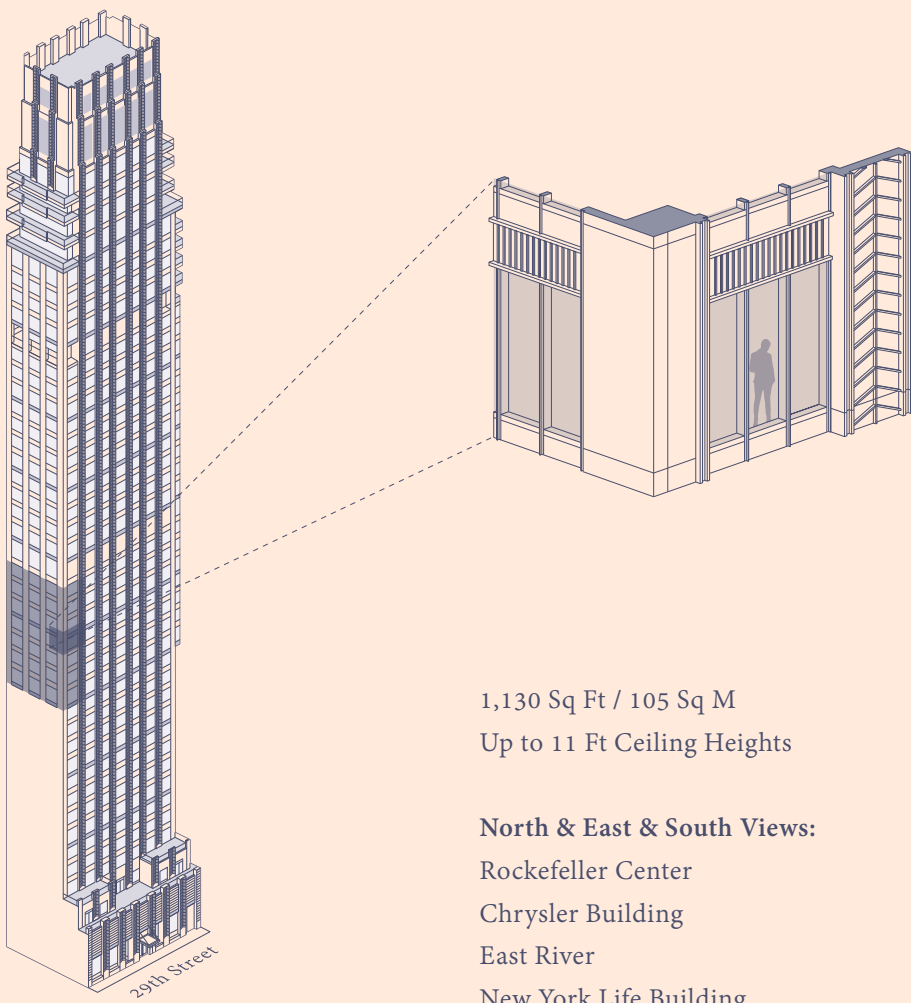 1,130 Sq Ft / 105 Sq M
Up to 11 Ft Ceiling Heights
North & East & South Views:
Rockefeller Center
Chrysler Building
East River
New York Life Building
29th Street